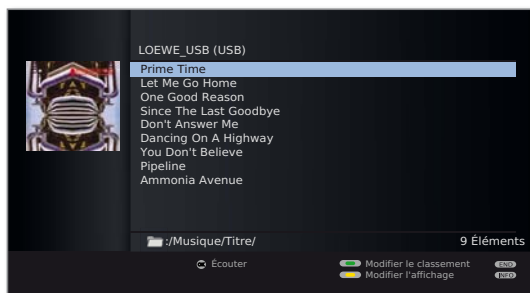 LOEWE_USB (USB)
Prime Time
Let Me Go Home
One Good Reason
Since The Last Goodbye
Don't Answer Me
Dancing On A Highway
You Don't Believe
Pipeline
Ammonia Avenue
:/Musique/Titre/ 9 Éléments
OK Écouter
Modifier le classement END
Modifier l'affichage INFO